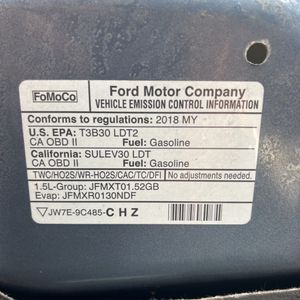 FoMoCo
Ford Motor Company
VEHICLE EMISSION CONTROL INFORMATION
Conforms to regulations: 2018 MY
U.S. EPA: T3B30 LDT2
CA OBD II Fuel: Gasoline
California: SULEV30 LDT
CA OBD II Fuel: Gasoline
TWC/HO2S/WR-HO2S/CAC/TC/DFI
No adjustments needed.
1.5L-Group: JFMXT01.52GB
Evap: JFMXR0130NDF
JW7E-9C485-CHZ